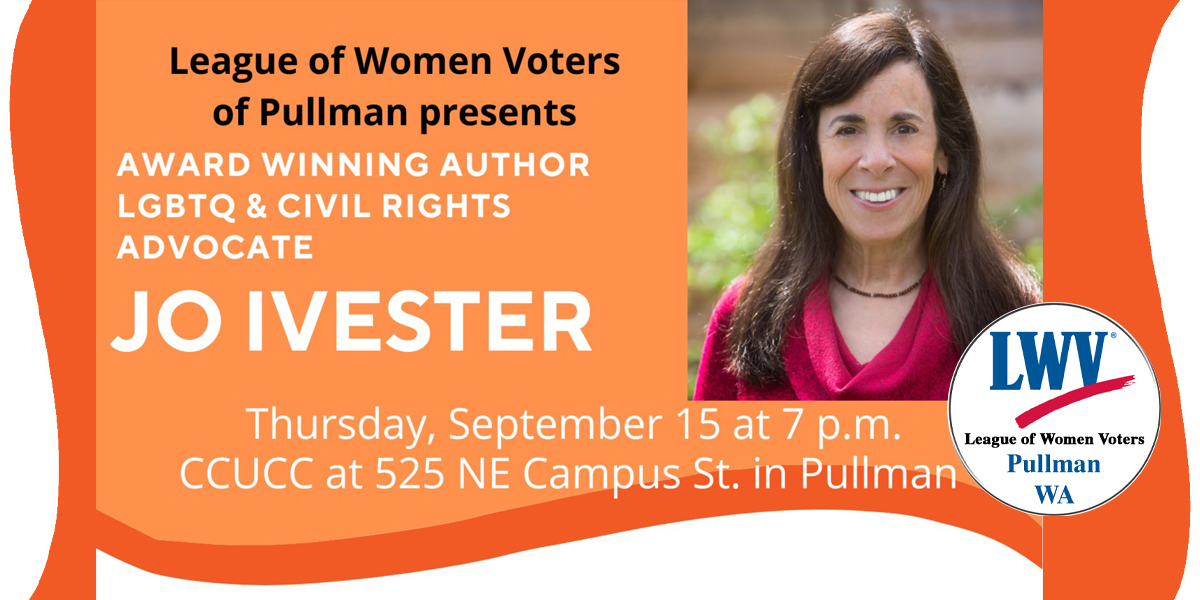 League of Women Voters
of Pullman presents
AWARD WINNING AUTHOR
LGBTQ & CIVIL RIGHTS
ADVOCATE
JO IVESTER
Thursday, September 15 at 7 p.m.
CCUCC at 525 NE Campus St. in Pullman
LWV®
League of Women Voters
Pullman
WA